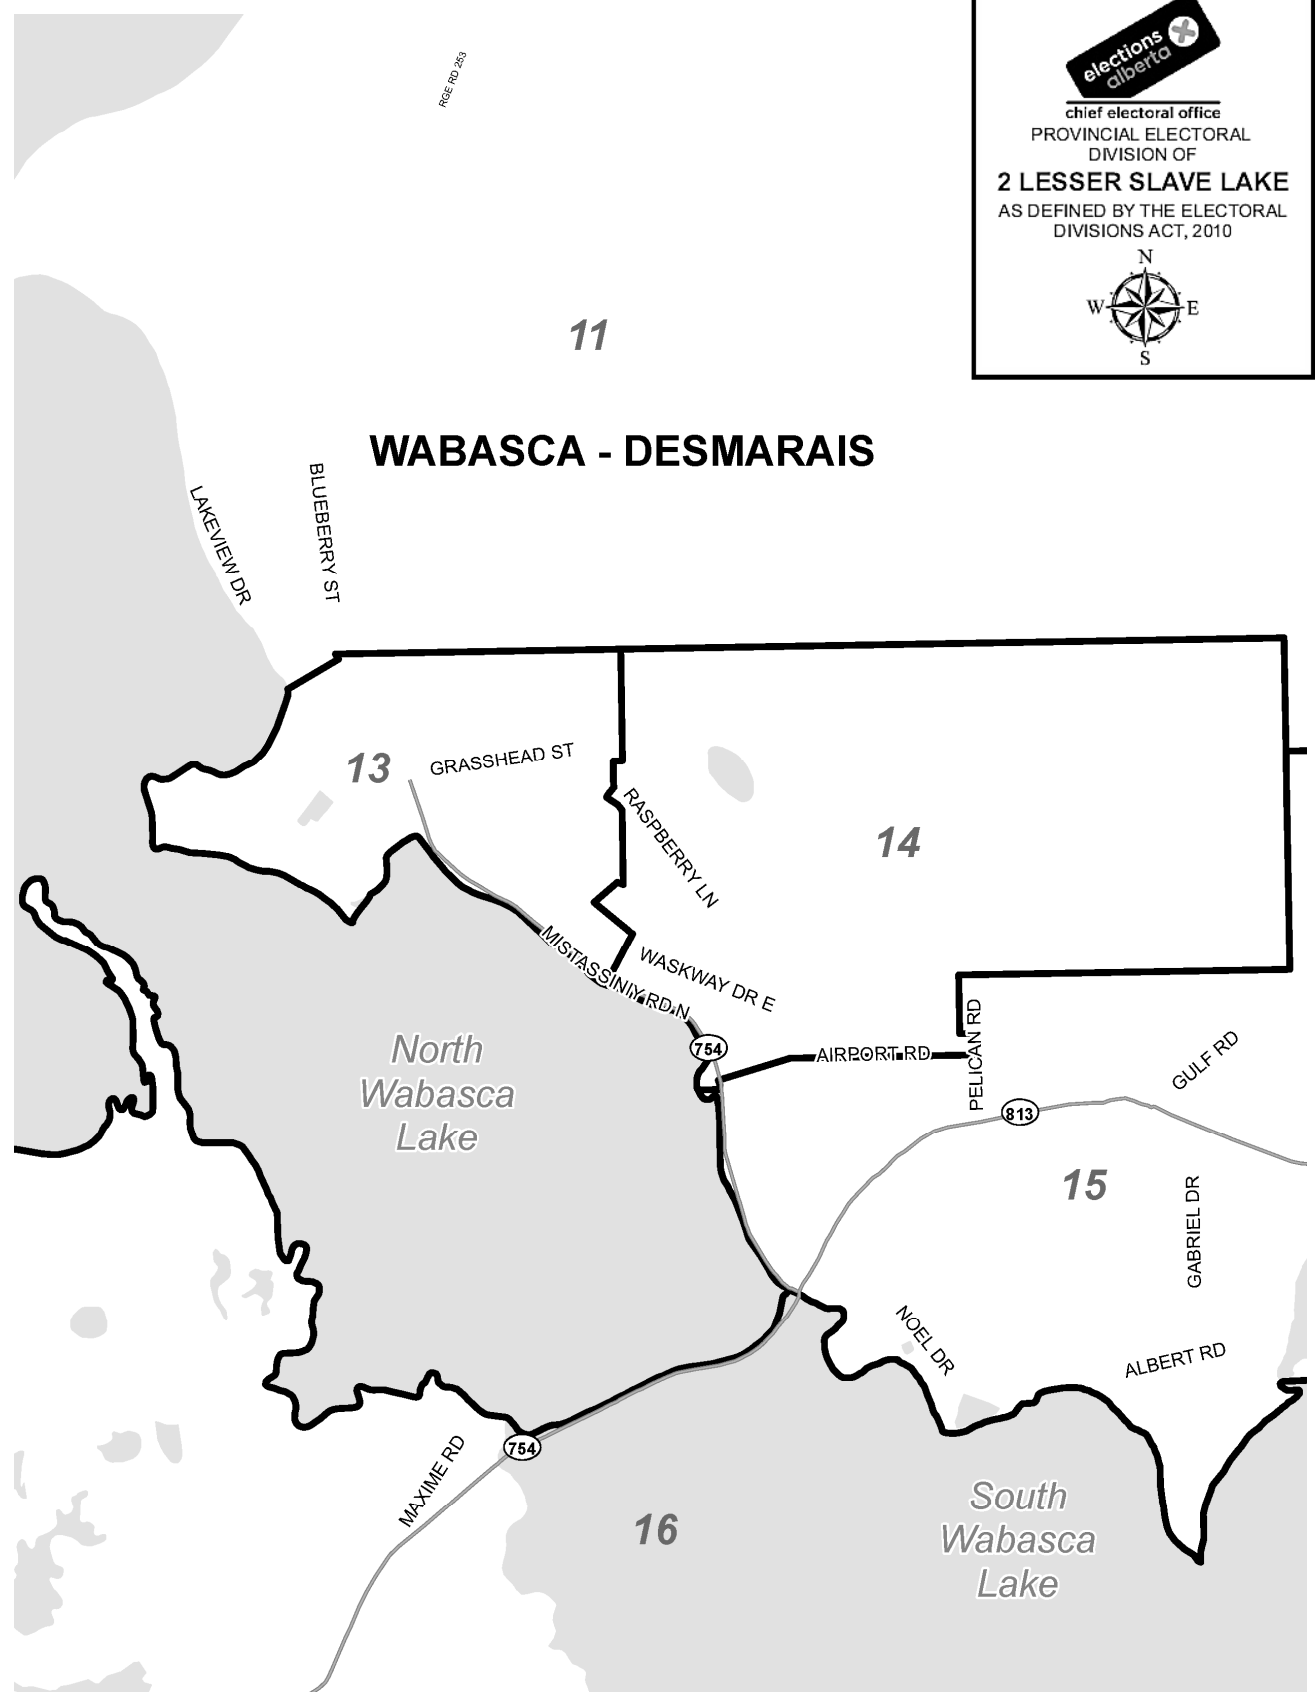 elections
alberta
chief electoral office
PROVINCIAL ELECTORAL
DIVISION OF
2 LESSER SLAVE LAKE
AS DEFINED BY THE ELECTORAL
DIVISIONS ACT, 2010
N
W E
S
RGE RD 253
11
WABASCA - DESMARAIS
BLUEBERRY ST
LAKEVIEW DR
13
GRASSHEAD ST
RASPBERRY LN
14
MISTASSINIY RD N
WASKWAY DR E
PELICAN RD
754
AIRPORT RD
GULF RD
North
Wabasca
Lake
813
15
GABRIEL DR
NOEL DR
ALBERT RD
754
MAXIME RD
16
South
Wabasca
Lake